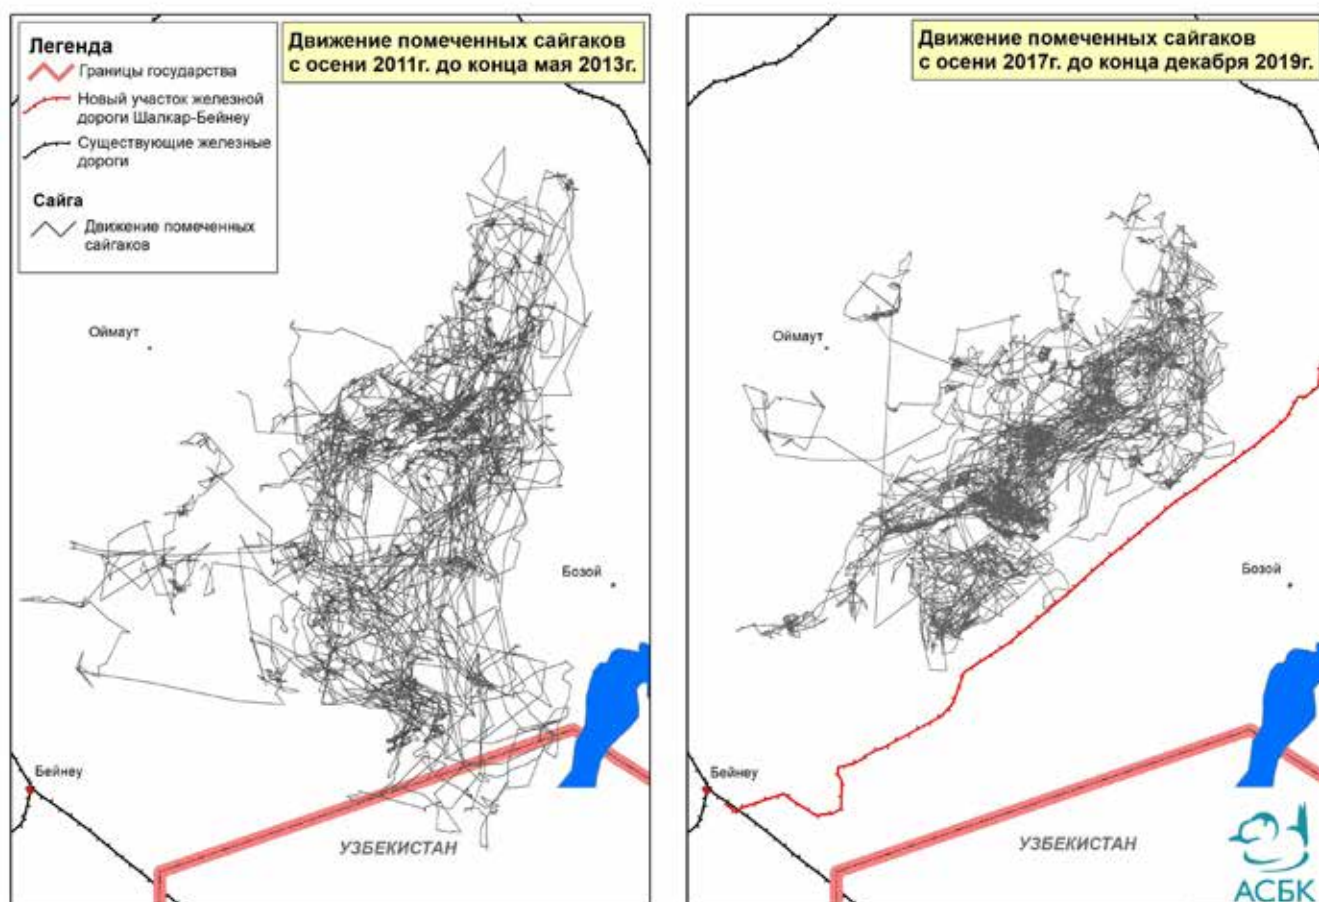 Легенда
Границы государства
Новый участок железной
дороги Шалкар-Бейнеу
Существующие железные
дороги
Сайга
Движение помеченных
сайгаков
Движение помеченных сайгаков
с осени 2011г. до конца мая 2013г.
Оймаут
Бозой
Бейнеу
УЗБЕКИСТАН
Движение помеченных сайгаков
с осени 2017г. до конца декабря 2019г.
Оймаут
Бозой
Бейнеу
УЗБЕКИСТАН
АСБК